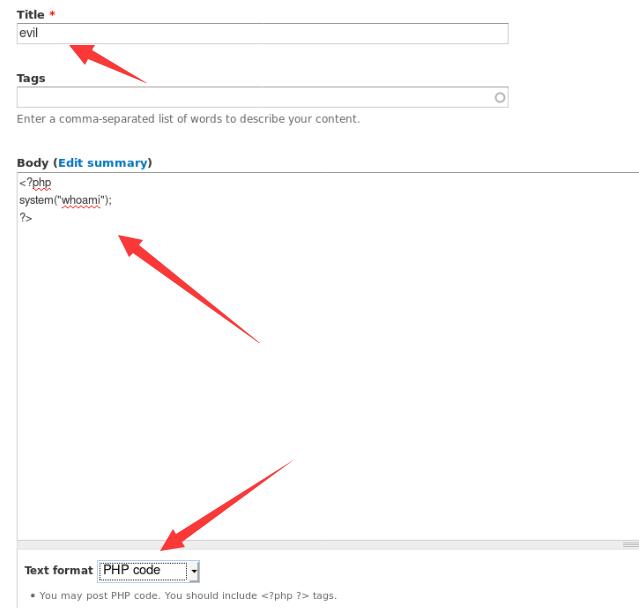 Title *
evil
Tags
Enter a comma-separated list of words to describe your content.
Body (Edit summary)
<?php
system("whoami");
?>
Text format PHP code
• You may post PHP code. You should include <?php ?> tags.